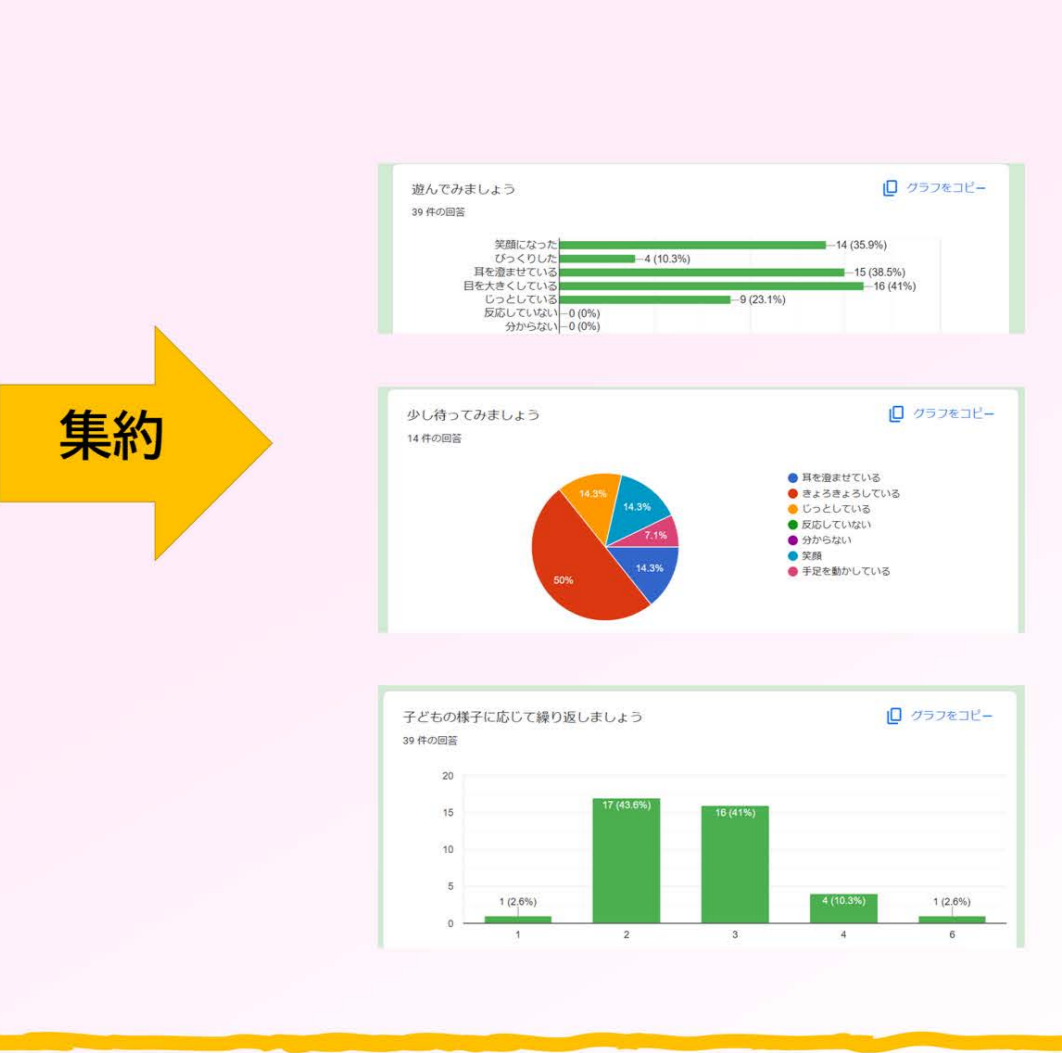 集約
遊んでみましょう
グラフをコピー
39 件の回答
笑顔になった 14 (35.9%)
びっくりした 4 (10.3%)
耳を澄ませている 15 (38.5%)
目を大きくしている 16 (41%)
じっとしている 9 (23.1%)
反応していない 0 (0%)
分からない 0 (0%)
少し待ってみましょう
グラフをコピー
14 件の回答
14.3%
14.3%
7.1%
14.3%
50%
耳を澄ませている
きょろきょろしている
じっとしている
反応していない
分からない
笑顔
手足を動かしている
子どもの様子に応じて繰り返しましょう
グラフをコピー
39 件の回答
20
15
10
5
0
1 (2.6%)
17 (43.6%)
16 (41%)
4 (10.3%)
1 (2.6%)
1 2 3 4 6